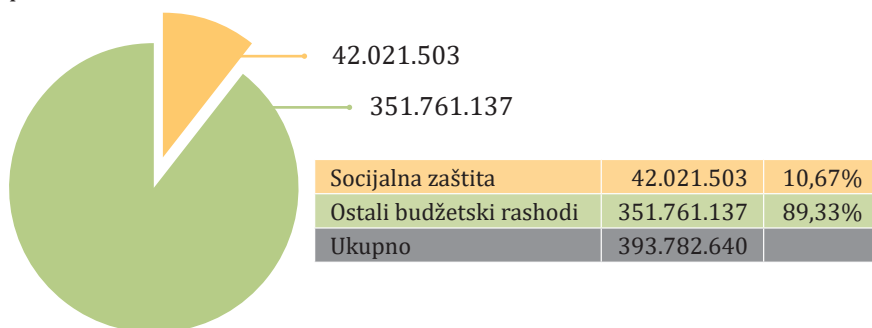 42.021.503
351.761.137
Socijalna zaštita 42.021.503 10,67%
Ostali budžetski rashodi 351.761.137 89,33%
Ukupno 393.782.640